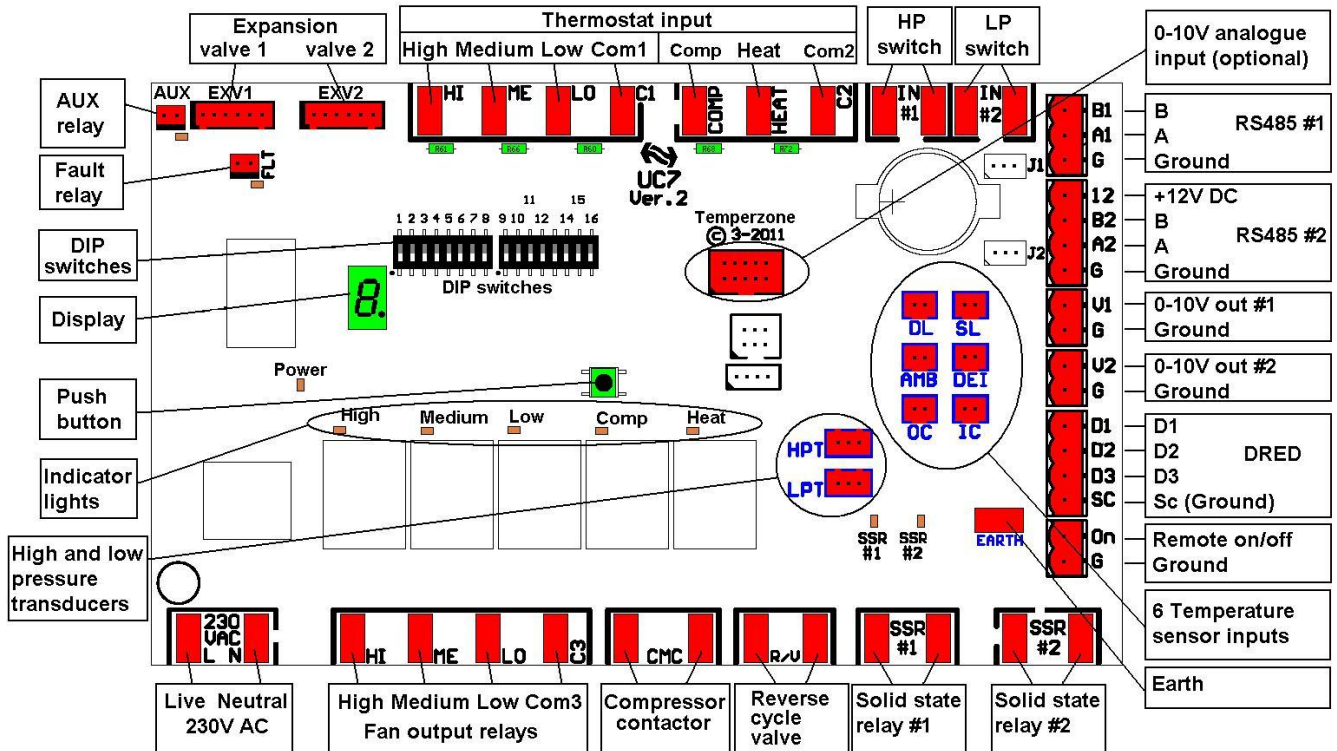 Expansion
valve 1 valve 2
Thermostat input
High Medium Low Com1 Comp Heat Com2
HP
switch
LP
switch
0-10V analogue
input (optional)
AUX
relay
AUX EXV1 EXV2
HI ME LO C1 COMP HEAT C2 IN
#1 IN
#2
R61 R66 R60 R68 R72
Fault
relay
FLT
UC7
Ver.2
J1
B1 B
A1 A
G Ground
RS485 #1
12 +12V DC
B2 B
A2 A
G Ground
RS485 #2
J2
DIP
switches
11 15
1 2 3 4 5 6 7 8 9 10 12 14 16
DIP switches
Temperzone
© 3-2011
Display
8.
V1 0-10V out #1
G Ground
V2 0-10V out #2
G Ground
DL SL
AMB DEI
OC IC
Power
Push
button
High Medium Low Comp Heat
HPT
LPT
D1 D1
D2 D2
D3 D3
SC Sc (Ground)
DRED
Indicator
lights
SSR
#1
SSR
#2
EARTH
On Remote on/off
G Ground
High and low
pressure
transducers
6 Temperature
sensor inputs
230
VAC
L N
HI ME LO C3 CMC R/V
SSR
#1
SSR
#2
Earth
Live Neutral
230V AC
High Medium Low Com3
Fan output relays
Compressor
contactor
Reverse
cycle
valve
Solid state
relay #1
Solid state
relay #2